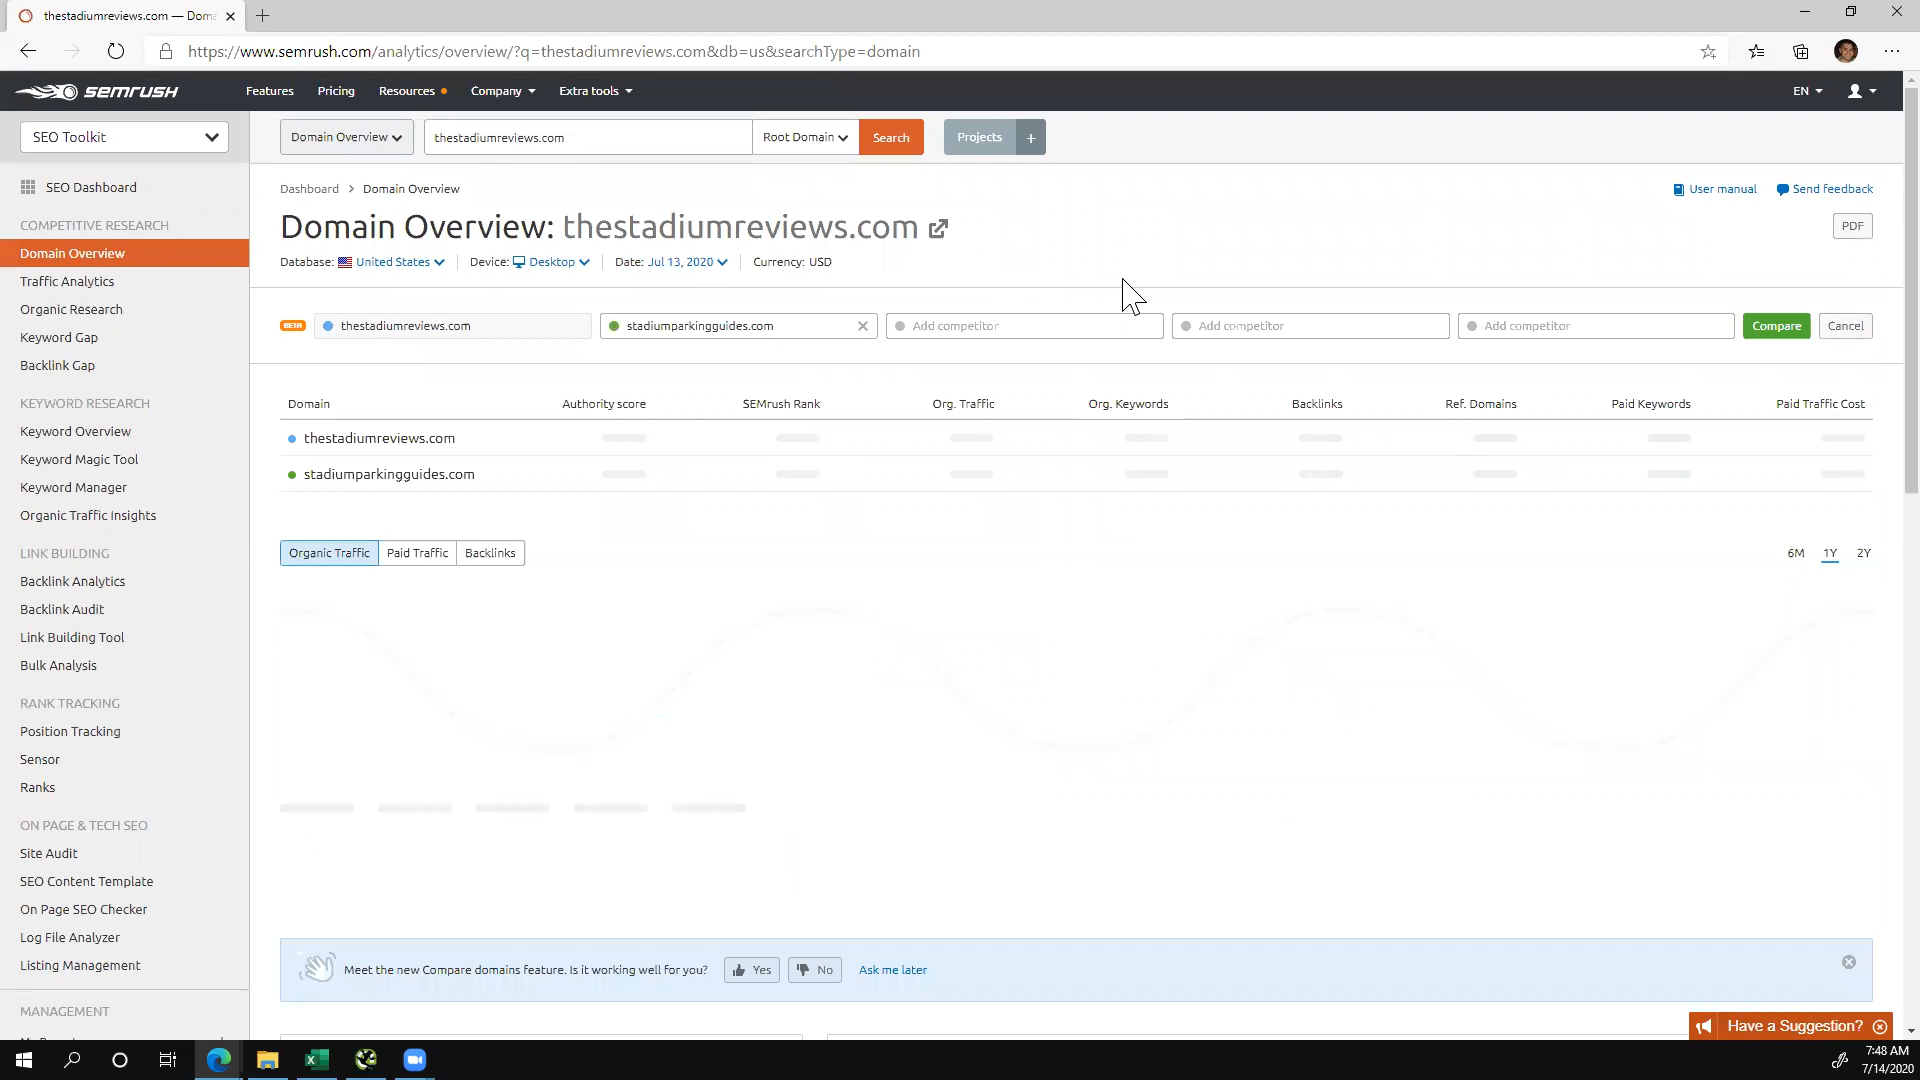 thestadiumreviews.com — Dom
https://www.semrush.com/analytics/overview/?q=thestadiumreviews.com&db=us&searchType=domain
SEMRUSH
Features
Pricing
Resources
Company
Extra tools
EN
SEO Toolkit
Domain Overview
thestadiumreviews.com
Root Domain
Search
Projects
+
SEO Dashboard
COMPETITIVE RESEARCH
Domain Overview
Traffic Analytics
Organic Research
Keyword Gap
Backlink Gap
KEYWORD RESEARCH
Keyword Overview
Keyword Magic Tool
Keyword Manager
Organic Traffic Insights
LINK BUILDING
Backlink Analytics
Backlink Audit
Link Building Tool
Bulk Analysis
RANK TRACKING
Position Tracking
Sensor
Ranks
ON PAGE & TECH SEO
Site Audit
SEO Content Template
On Page SEO Checker
Log File Analyzer
Listing Management
MANAGEMENT
Dashboard > Domain Overview
User manual
Send feedback
Domain Overview: thestadiumreviews.com
PDF
Database: United States
Device: Desktop
Date: Jul 13, 2020
Currency: USD
BETA
thestadiumreviews.com
stadiumparkingguides.com
Add competitor
Add competitor
Add competitor
Compare
Cancel
Domain Authority score SEMrush Rank Org. Traffic Org. Keywords Backlinks Ref. Domains Paid Keywords Paid Traffic Cost
thestadiumreviews.com
stadiumparkingguides.com
Organic Traffic
Paid Traffic
Backlinks
6M 1Y 2Y
Meet the new Compare domains feature. Is it working well for you?
Yes
No
Ask me later
Have a Suggestion?
7:48 AM
7/14/2020